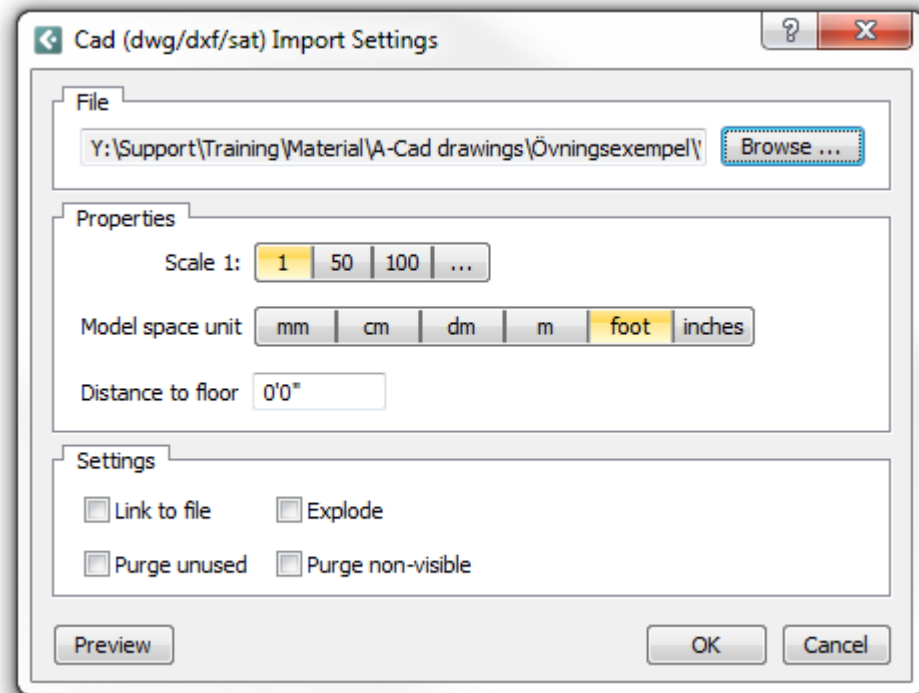 Cad (dwg/dxf/sat) Import Settings
File
Y:\Support\Training\Material\A-Cad drawings\Övningsexempel\ Browse ...
Properties
Scale 1: 1 50 100 ...
Model space unit mm cm dm m foot inches
Distance to floor 0'0"
Settings
Link to file Explode
Purge unused Purge non-visible
Preview OK Cancel